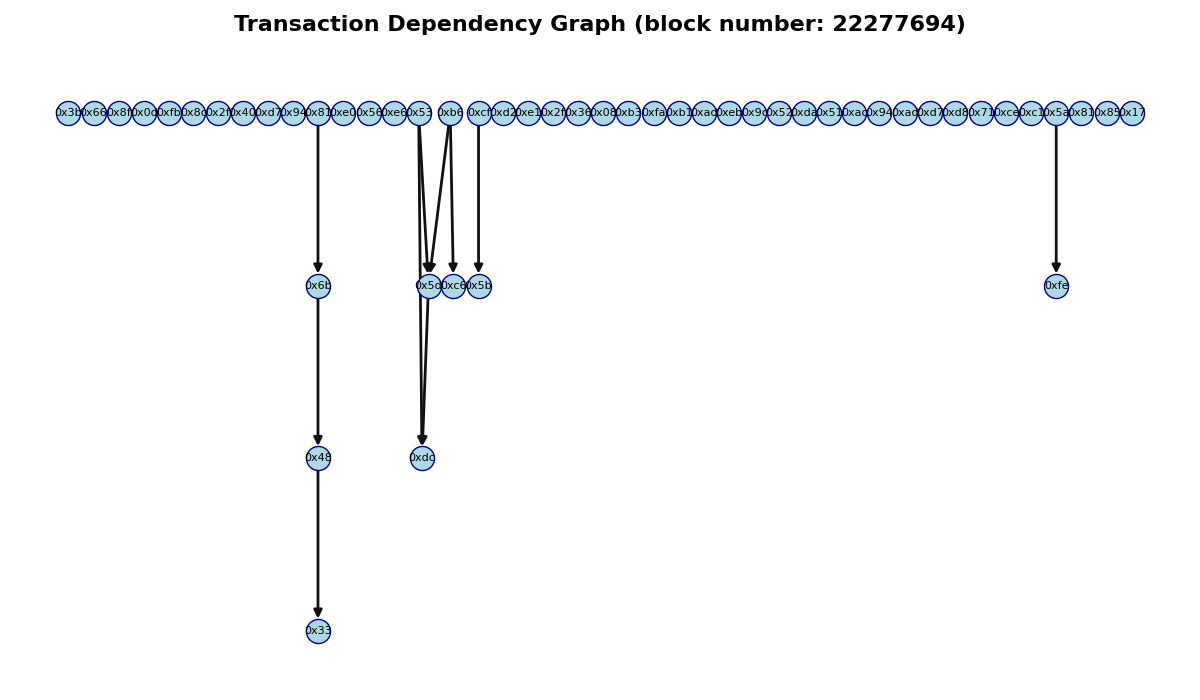 Transaction Dependency Graph (block number: 22277694)
0x3b 0x66 0x8f 0x0d 0xfb 0x8c 0x2f 0x40 0xd7 0x94 0x81 0xe0 0x56 0xe6 0x53 0xb6 0xcf 0xd2 0xe1 0x2f 0x36 0x08 0xb3 0xfa 0xb1 0xad 0xeb 0x9d 0x52 0xda 0x51 0xac 0x94 0xad 0xd7 0xd8 0x71 0xce 0xc1 0x5a 0x81 0x85 0x17
0x6b 0x5d 0xc6 0x5b 0xfe
0x48 0xdc
0x33